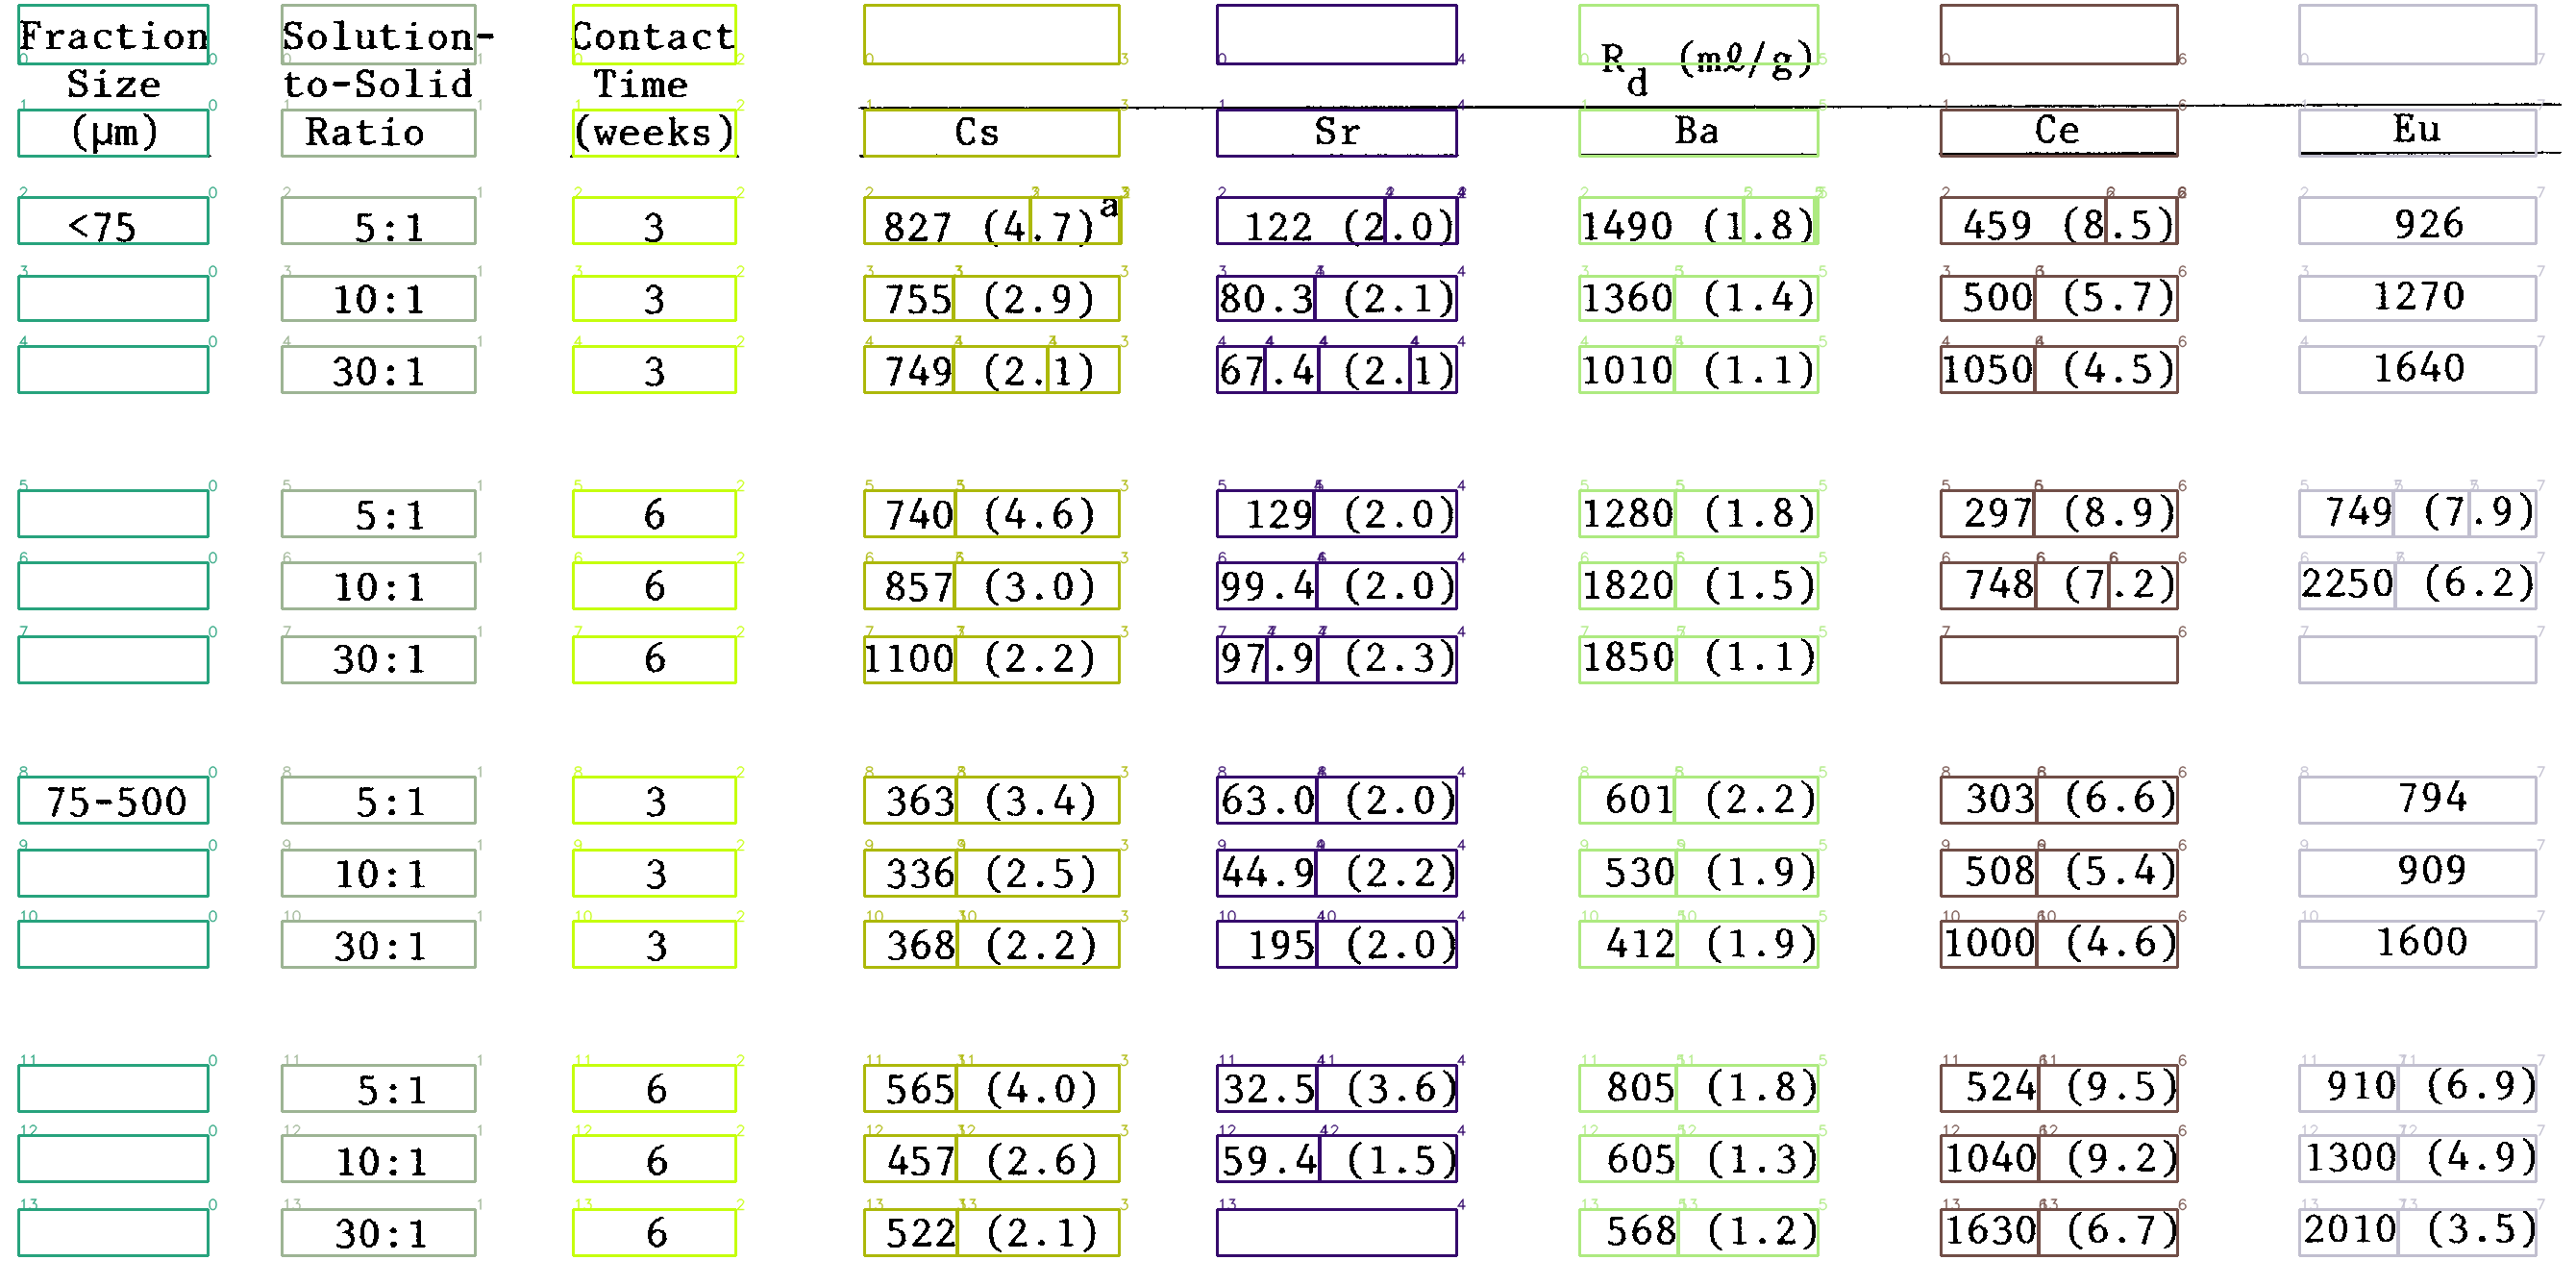 Fraction Solution- Contact
Size to-Solid Time Rd (mℓ/g)
(μm) Ratio (weeks) Cs Sr Ba Ce Eu
<75 5:1 3 827 (4.7)a 122 (2.0) 1490 (1.8) 459 (8.5) 926
10:1 3 755 (2.9) 80.3 (2.1) 1360 (1.4) 500 (5.7) 1270
30:1 3 749 (2.1) 67.4 (2.1) 1010 (1.1) 1050 (4.5) 1640
5:1 6 740 (4.6) 129 (2.0) 1280 (1.8) 297 (8.9) 749 (7.9)
10:1 6 857 (3.0) 99.4 (2.0) 1820 (1.5) 748 (7.2) 2250 (6.2)
30:1 6 1100 (2.2) 97.9 (2.3) 1850 (1.1)
75-500 5:1 3 363 (3.4) 63.0 (2.0) 601 (2.2) 303 (6.6) 794
10:1 3 336 (2.5) 44.9 (2.2) 530 (1.9) 508 (5.4) 909
30:1 3 368 (2.2) 195 (2.0) 412 (1.9) 1000 (4.6) 1600
5:1 6 565 (4.0) 32.5 (3.6) 805 (1.8) 524 (9.5) 910 (6.9)
10:1 6 457 (2.6) 59.4 (1.5) 605 (1.3) 1040 (9.2) 1300 (4.9)
30:1 6 522 (2.1) 568 (1.2) 1630 (6.7) 2010 (3.5)